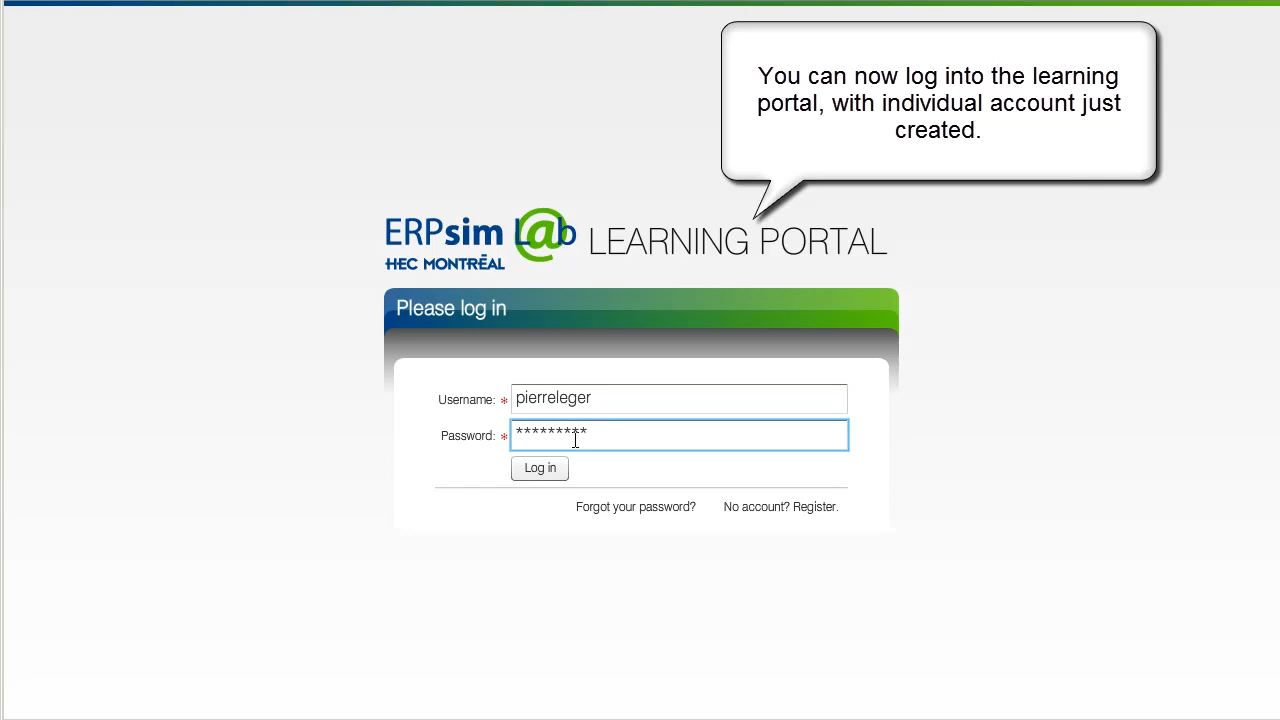 You can now log into the learning
portal, with individual account just
created.
ERPsim L@b LEARNING PORTAL
HEC MONTRĒAL
Please log in
Username: * pierreleger
Password: * *********
Log in
Forgot your password? No account? Register.